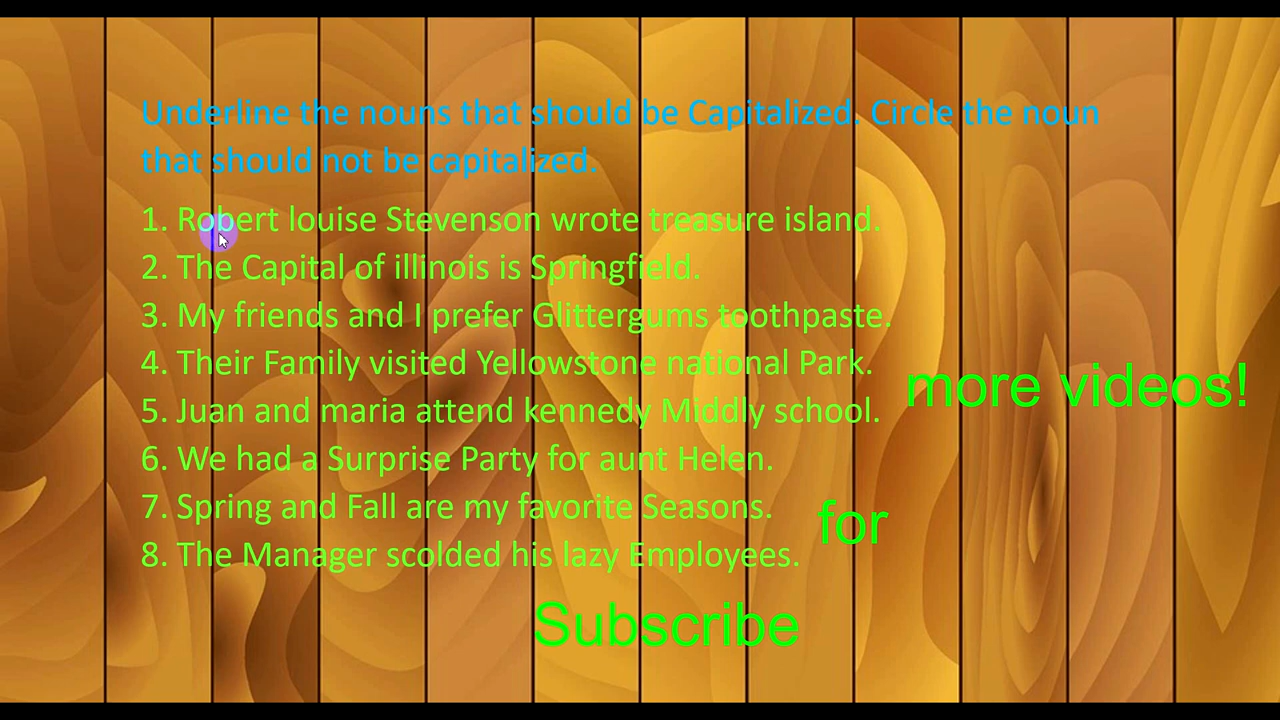 Underline the nouns that should be Capitalized. Circle the noun
that should not be capitalized.
1. Robert louise Stevenson wrote treasure island.
2. The Capital of illinois is Springfield.
3. My friends and I prefer Glittergums toothpaste.
4. Their Family visited Yellowstone national Park.
5. Juan and maria attend kennedy Middly school.
6. We had a Surprise Party for aunt Helen.
7. Spring and Fall are my favorite Seasons.
8. The Manager scolded his lazy Employees.
Subscribe
for
more videos!